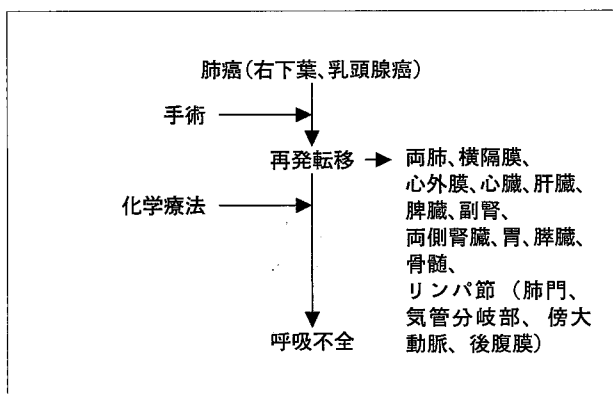 肺癌(右下葉、乳頭腺癌)
手術
再発転移
両肺、横隔膜、
心外膜、心臓、肝臓、
脾臓、副腎、
両側腎臓、胃、膵臓、
骨髄、
リンパ節 (肺門、
気管分岐部、 傍大
動脈、後腹膜)
化学療法
呼吸不全